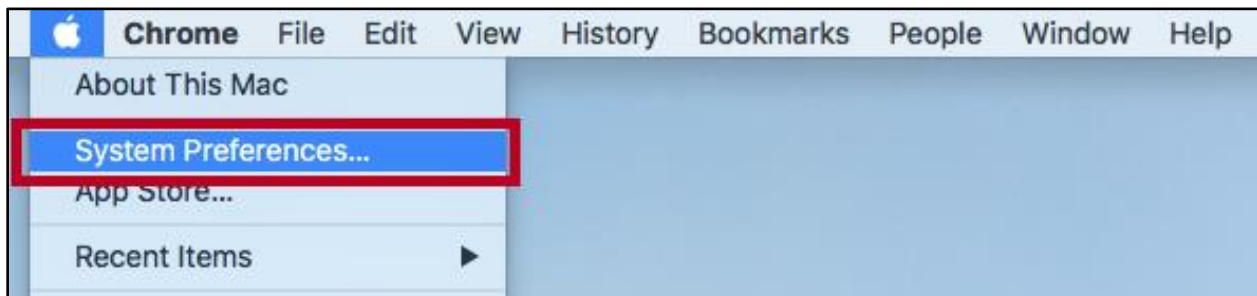 Chrome File Edit View History Bookmarks People Window Help
About This Mac
System Preferences...
App Store...
Recent Items